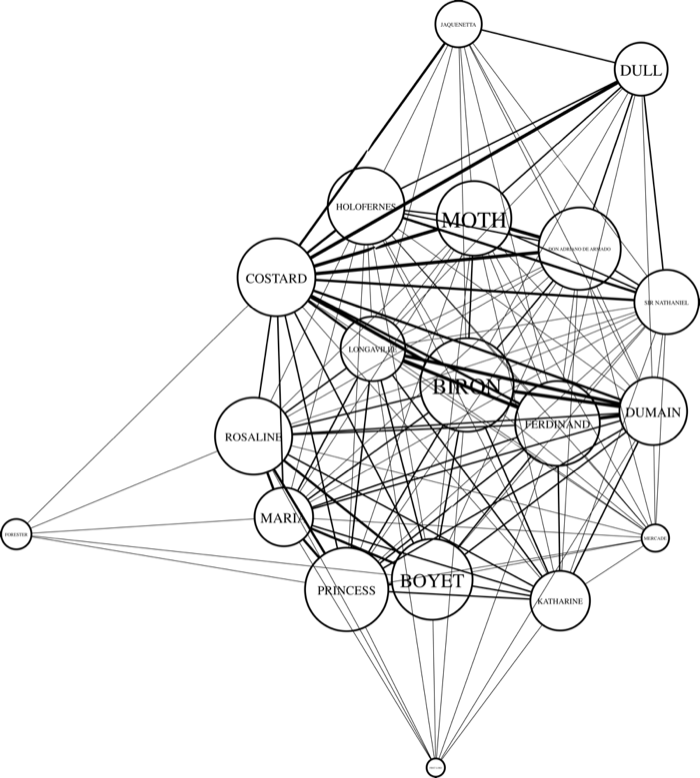 JAQUENETTA
DULL
HOLOFERNES
MOTH
DON ADRIANO DE ARMADO
COSTARD
SIR NATHANIEL
LONGAVILLE
BIRON
DUMAIN
FERDINAND
ROSALINE
MARIA
FORESTER
MERCADE
BOYET
PRINCESS
KATHARINE